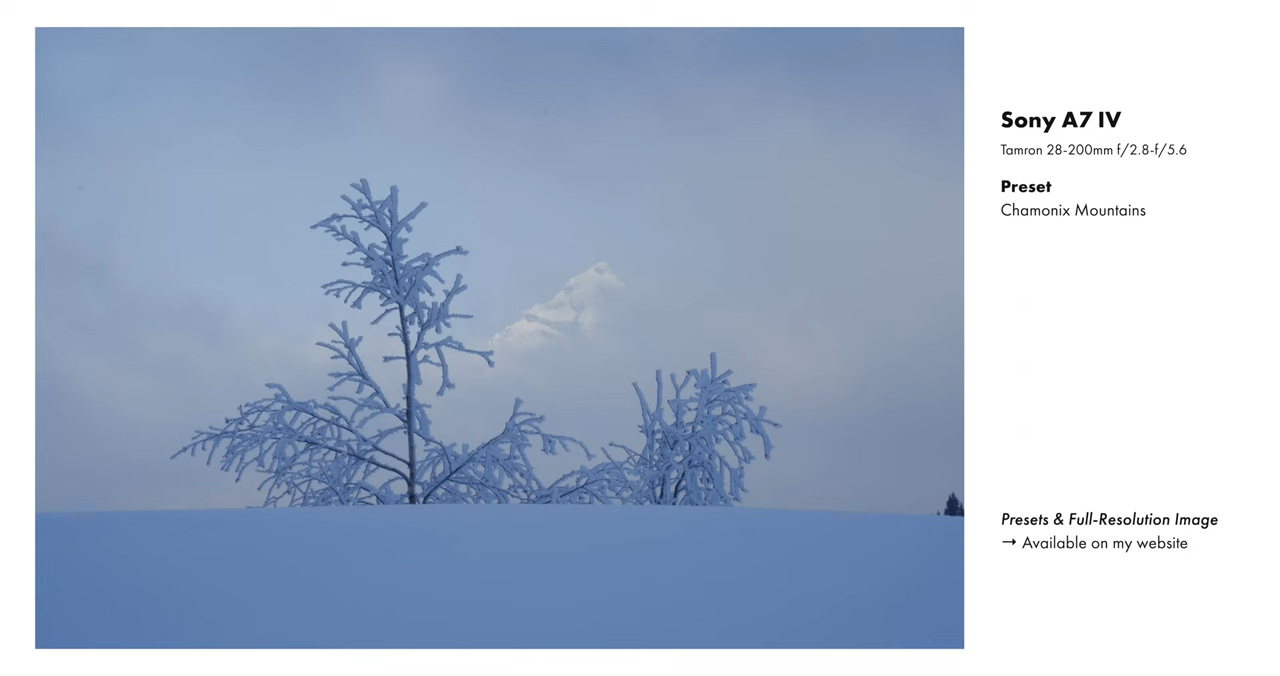 Sony A7 IV
Tamron 28-200mm f/2.8-f/5.6
Preset
Chamonix Mountains
Presets & Full-Resolution Image
→ Available on my website